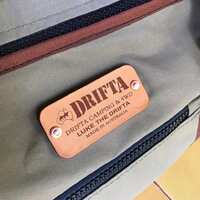 DRIFTA
DRIFTA CAMPING & 4WD
LUKE THE DRIFTA
MADE IN AUSTRALIA